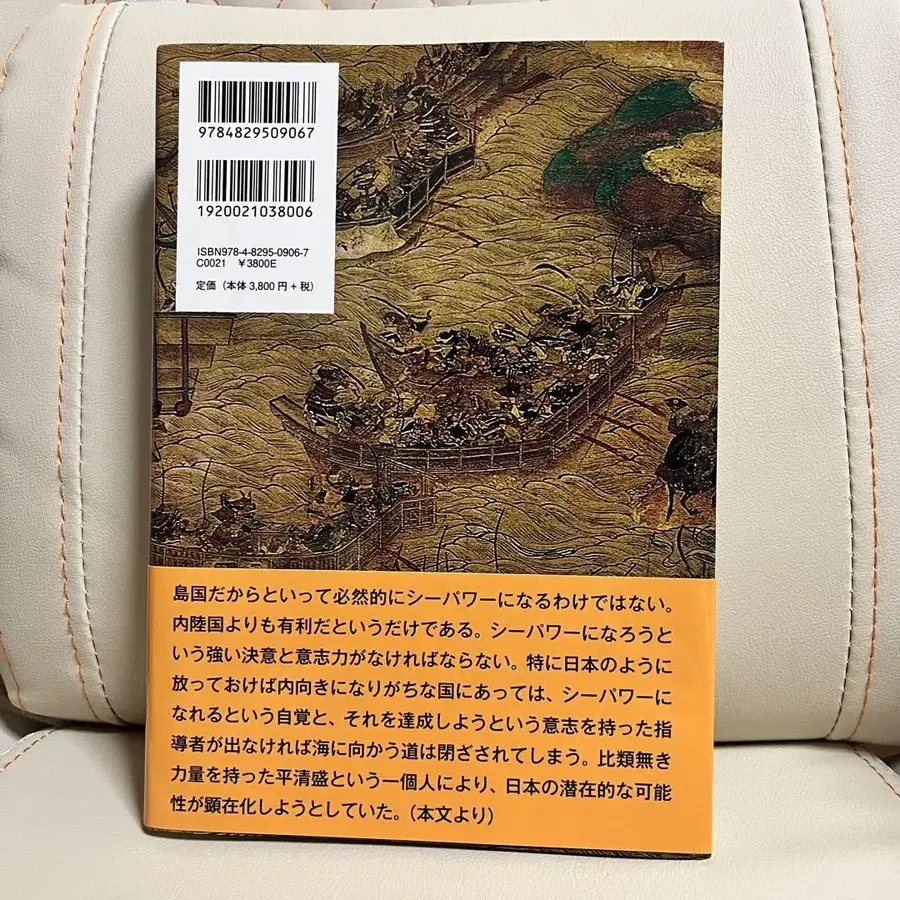 9784829509067
1920021038006
ISBN978-4-8295-0906-7
C0021 ¥3800E
定価(本体 3,800 円+税)
島国だからといって必然的にシーパワーになるわけではない。
内陸国よりも有利だというだけである。シーパワーになろうと
いう強い決意と意志力がなければならない。特に日本のように
放っておけば内向きになりがちな国にあっては、シーパワーに
なれるという自覚と、それを達成しようという意志を持った指
導者が出なければ海に向かう道は閉ざされてしまう。比類無き
力量を持った平清盛という一個人により、日本の潜在的な可能
性が顕在化しようとしていた。(本文より)